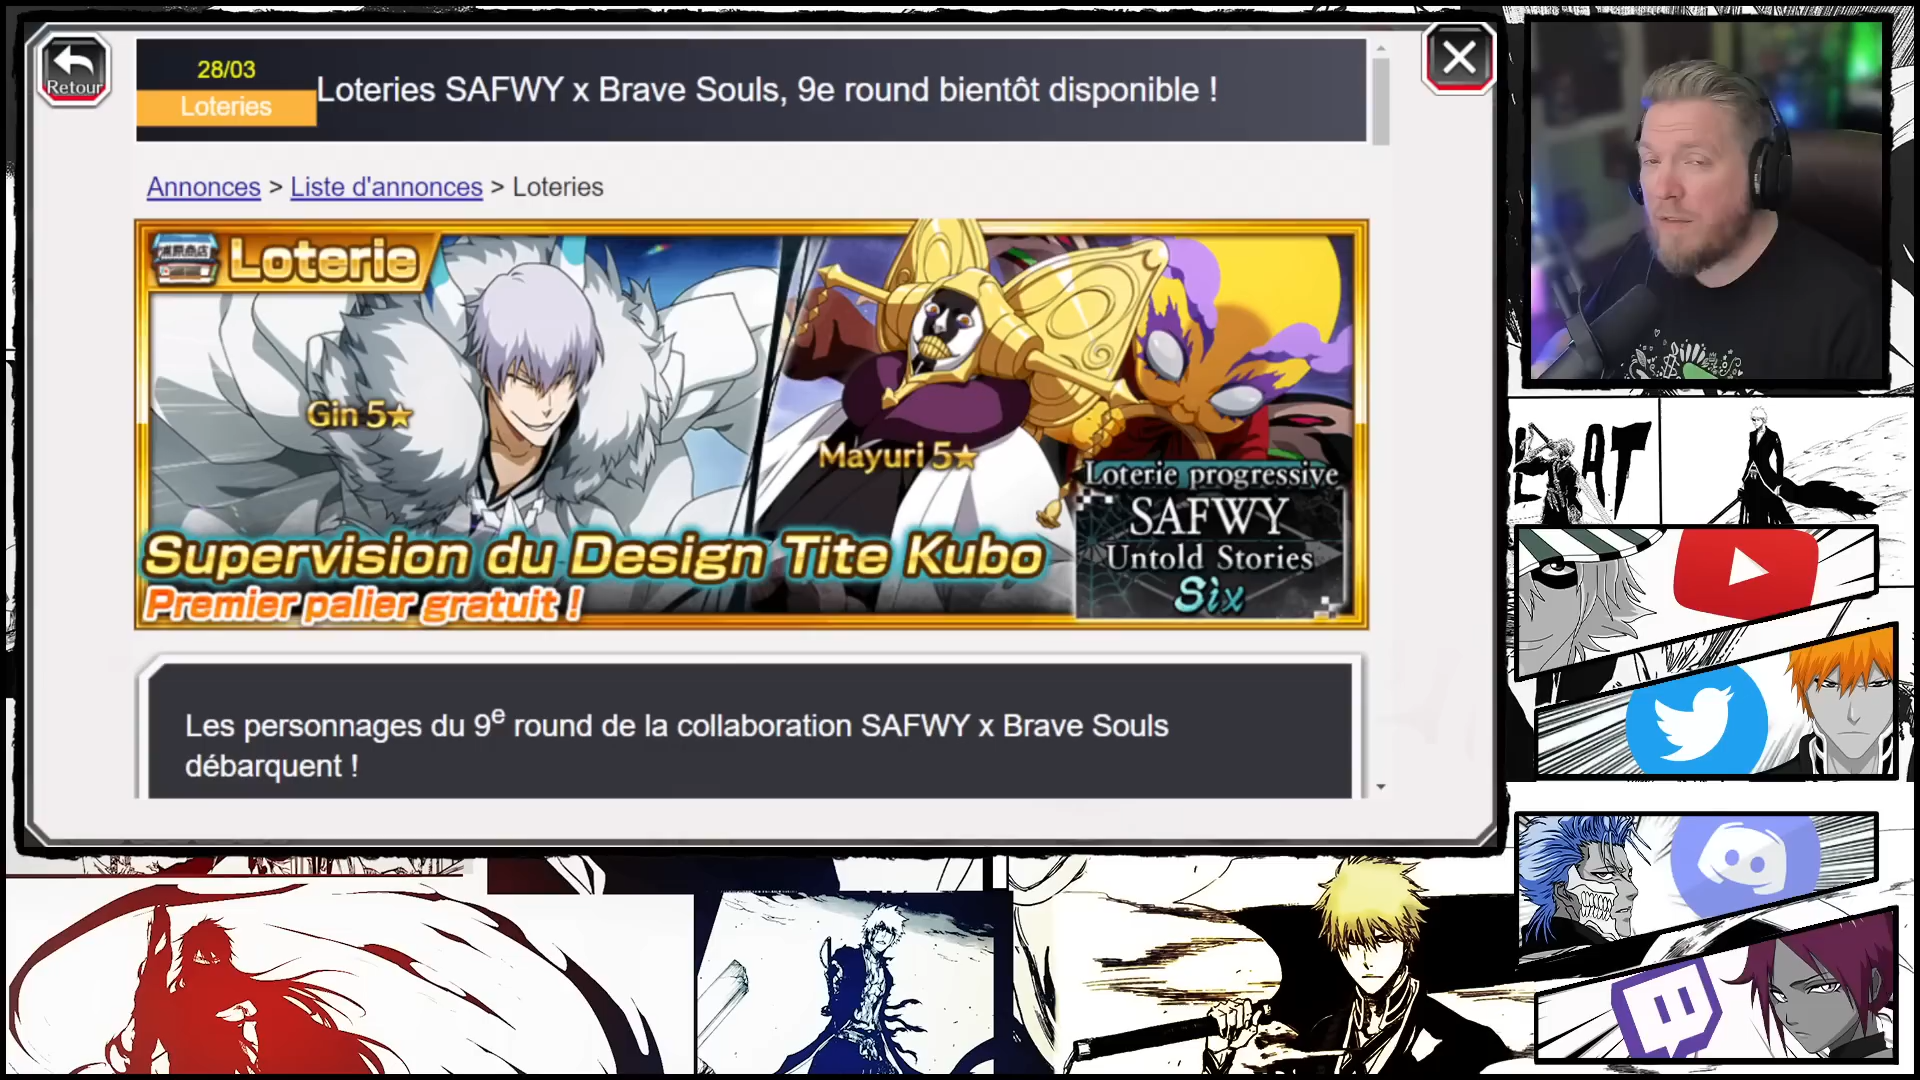 Retour
28/03
Loteries
Loteries SAFWY x Brave Souls, 9e round bientôt disponible !
Annonces > Liste d'annonces > Loteries
Loterie
Gin 5★
Mayuri 5★
Loterie progressive
SAFWY
Untold Stories
Six
Supervision du Design Tite Kubo
Premier palier gratuit !
Les personnages du 9e round de la collaboration SAFWY x Brave Souls
débarquent !